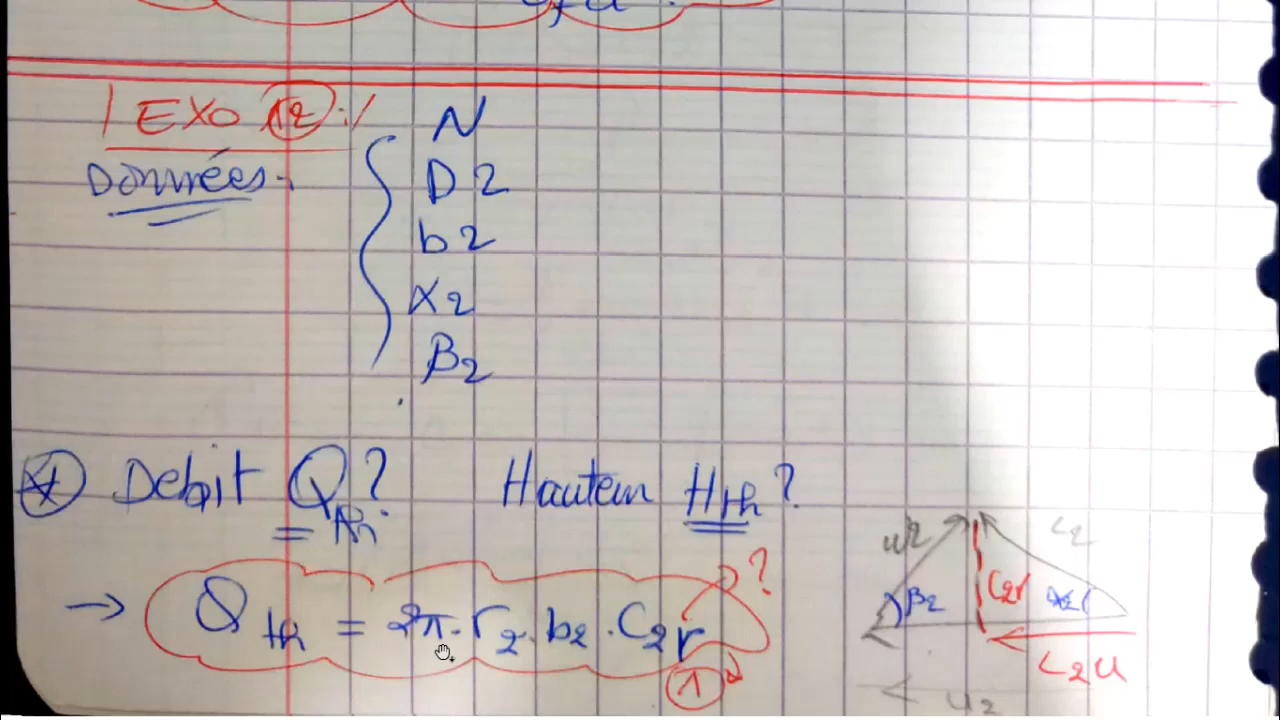 EXO 12 :
Données :
N
D2
b2
α2
β2
* Debit Qth ? Hauteur Hth ?
→ Qth = 2π . r2 . b2 . C2r ?
1
w2 C2
β2 C2r α2
C2u
u2